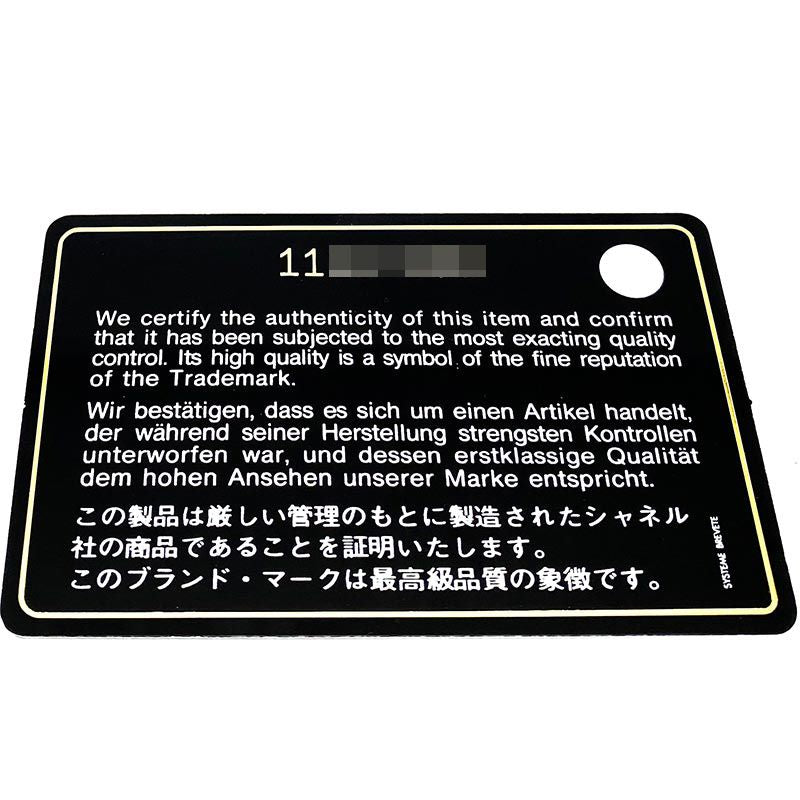 11
We certify the authenticity of this item and confirm
that it has been subjected to the most exacting quality
control. Its high quality is a symbol of the fine reputation
of the Trademark.
Wir bestätigen, dass es sich um einen Artikel handelt,
der während seiner Herstellung strengsten Kontrollen
unterworfen war, und dessen erstklassige Qualität
dem hohen Ansehen unserer Marke entspricht.
この製品は厳しい管理のもとに製造されたシャネル
社の商品であることを証明いたします。
このブランド・マークは最高級品質の象徴です。
SYSTEME BREVETE